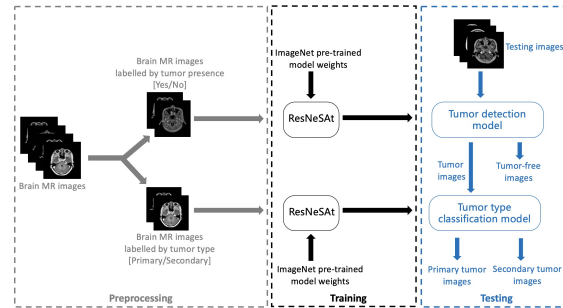 Brain MR images
labelled by tumor presence
[Yes/No]
Brain MR images
Brain MR images
labelled by tumor type
[Primary/Secondary]
Preprocessing
ImageNet pre-trained
model weights
ResNeSAt
ResNeSAt
ImageNet pre-trained
model weights
Training
Testing images
Tumor detection
model
Tumor
images
Tumor-free
images
Tumor type
classification model
Primary tumor
images
Secondary tumor
images
Testing